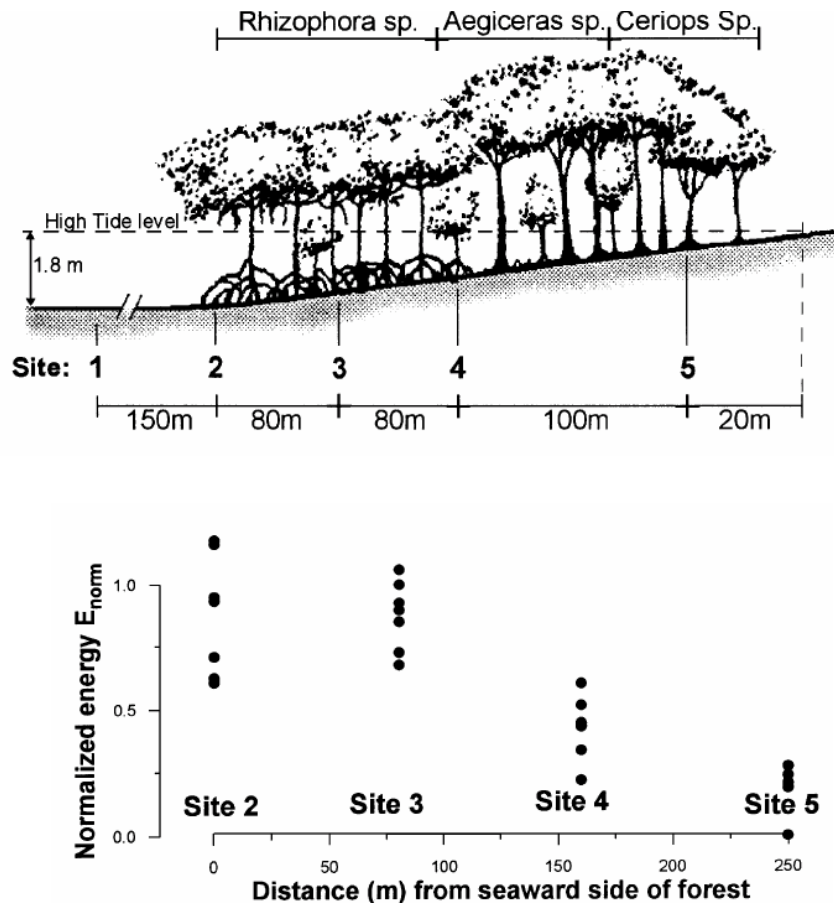 Rhizophora sp. Aegiceras sp. Ceriops Sp.
High Tide level
1.8 m
Site: 1 2 3 4 5
150m 80m 80m 100m 20m
Normalized energy E_norm
1.0
0.5
0.0
Site 2 Site 3 Site 4 Site 5
0 50 100 150 200 250
Distance (m) from seaward side of forest